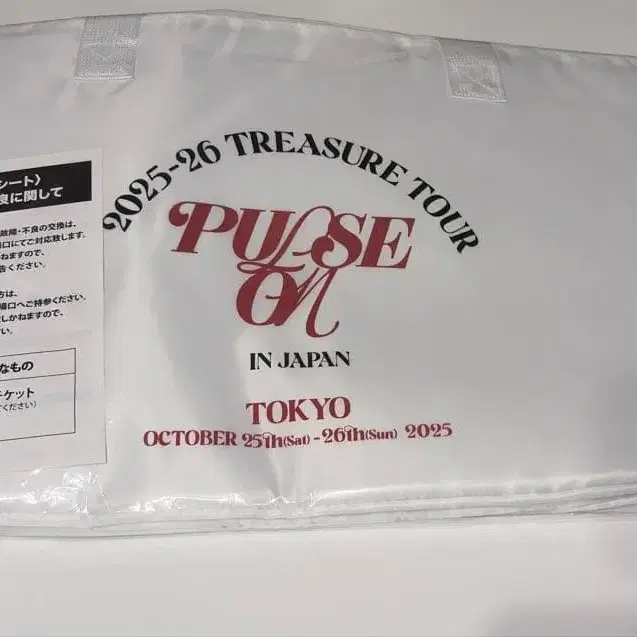 2025-26 TREASURE TOUR
PULSE
ON
IN JAPAN
TOKYO
OCTOBER 25th(Sat) - 26th(Sun) 2025
シート〉
良に関して
故障・不良の交換は、
口にてご対応致します。
ねますので、
告ください。
方は、
場口へご持参ください。
しかねますので、
い。
なもの
チケット
ください）